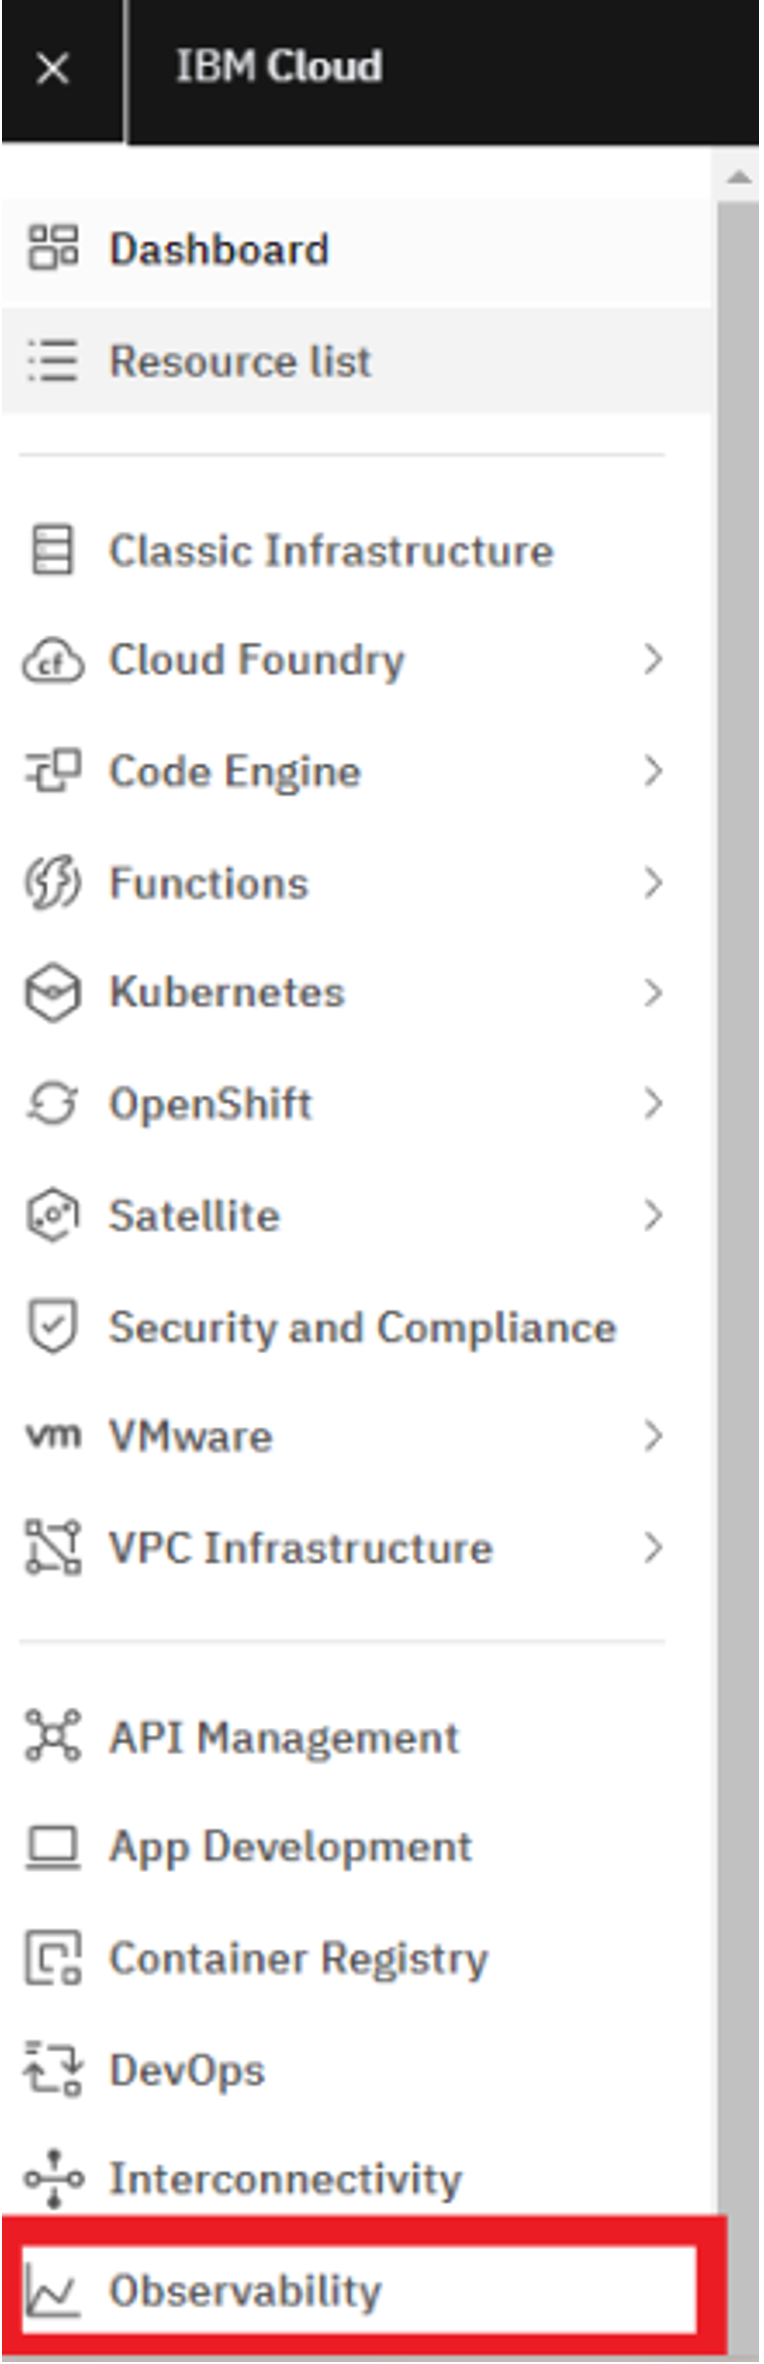 IBM Cloud
Dashboard
Resource list
Classic Infrastructure
cf Cloud Foundry
Code Engine
Functions
Kubernetes
OpenShift
Satellite
Security and Compliance
vm VMware
VPC Infrastructure
API Management
App Development
Container Registry
DevOps
Interconnectivity
Observability